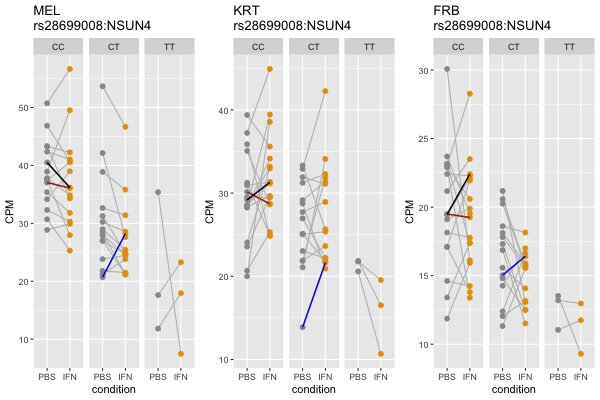 MEL
rs28699008:NSUN4
CC CT TT
CPM
50
40
30
20
10
PBS IFN PBS IFN PBS IFN
condition
KRT
rs28699008:NSUN4
CC CT TT
CPM
40
30
20
10
PBS IFN PBS IFN PBS IFN
condition
FRB
rs28699008:NSUN4
CC CT TT
CPM
30
25
20
15
10
PBS IFN PBS IFN PBS IFN
condition